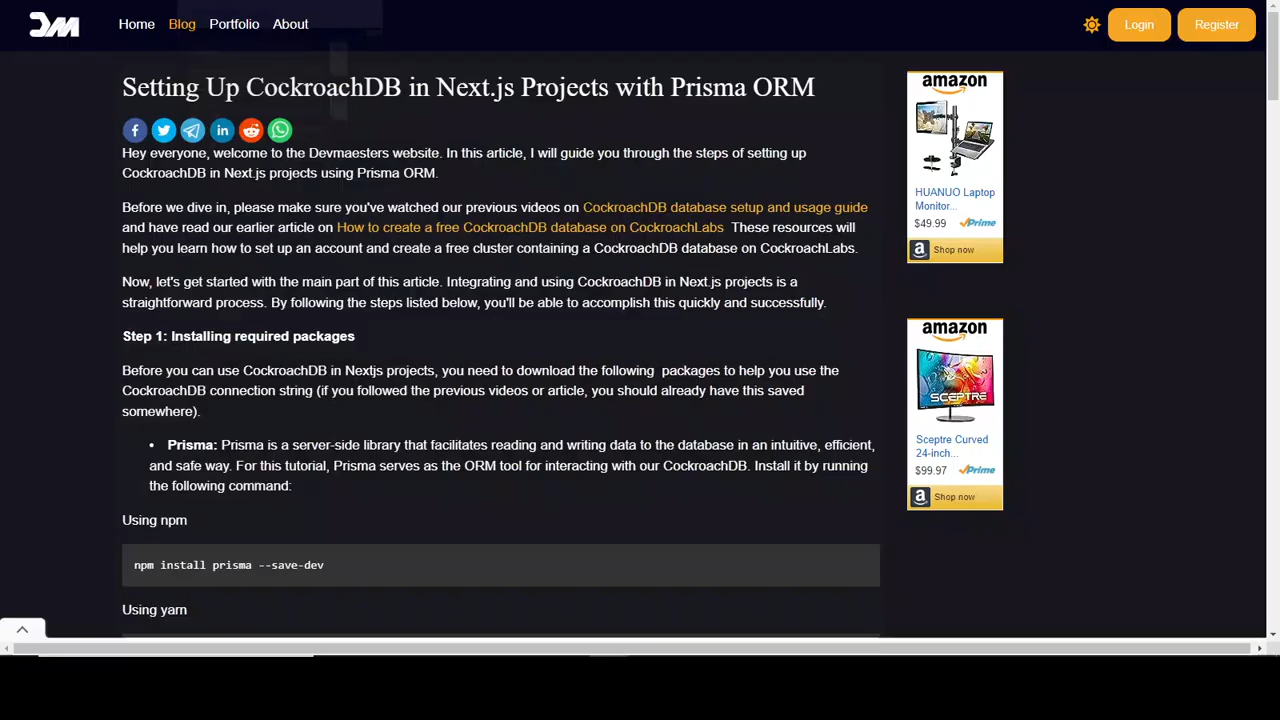 DM
Home Blog Portfolio About Login Register
Setting Up CockroachDB in Next.js Projects with Prisma ORM
Hey everyone, welcome to the Devmaesters website. In this article, I will guide you through the steps of setting up
CockroachDB in Next.js projects using Prisma ORM.
Before we dive in, please make sure you've watched our previous videos on CockroachDB database setup and usage guide
and have read our earlier article on How to create a free CockroachDB database on CockroachLabs These resources will
help you learn how to set up an account and create a free cluster containing a CockroachDB database on CockroachLabs.
Now, let's get started with the main part of this article. Integrating and using CockroachDB in Next.js projects is a
straightforward process. By following the steps listed below, you'll be able to accomplish this quickly and successfully.
Step 1: Installing required packages
Before you can use CockroachDB in Nextjs projects, you need to download the following packages to help you use the
CockroachDB connection string (if you followed the previous videos or article, you should already have this saved
somewhere).
• Prisma: Prisma is a server-side library that facilitates reading and writing data to the database in an intuitive, efficient,
and safe way. For this tutorial, Prisma serves as the ORM tool for interacting with our CockroachDB. Install it by running
the following command:
Using npm
npm install prisma --save-dev
Using yarn
amazon
HUANUO Laptop
Monitor...
$49.99 Prime
a Shop now
amazon
SCEPTRE
Sceptre Curved
24-inch...
$99.97 Prime
a Shop now